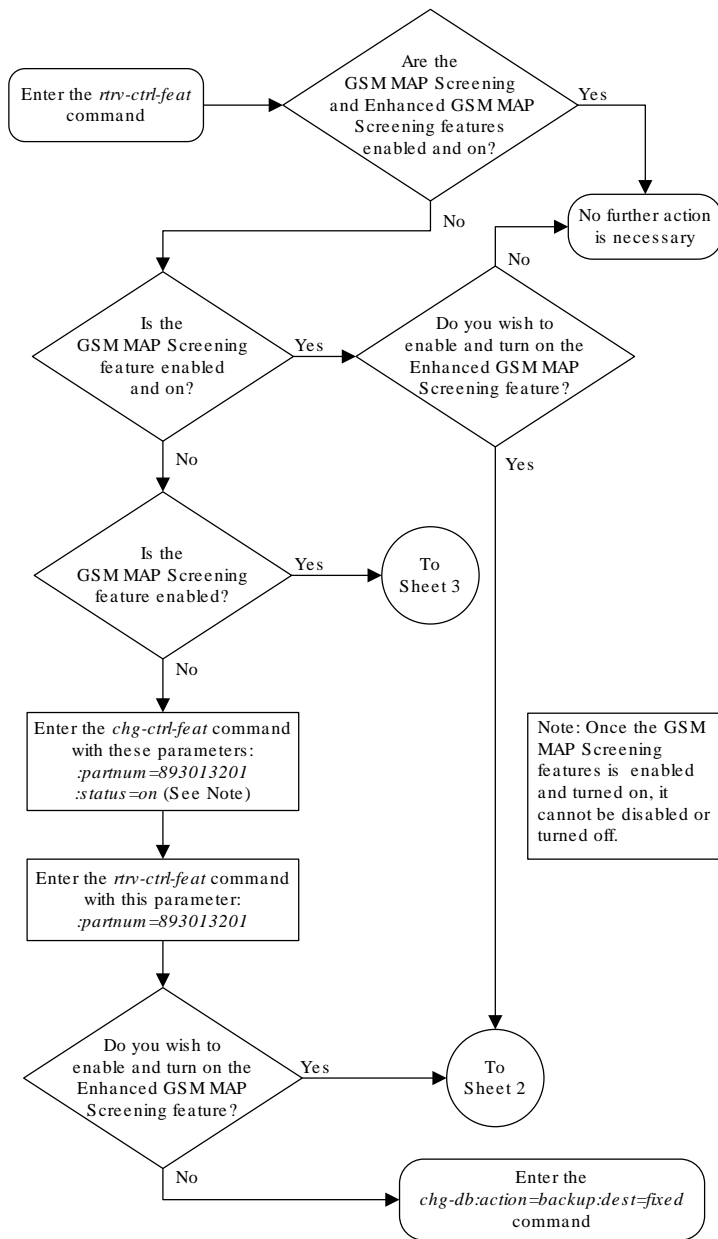 Enter the rtrv-ctrl-feat
command
Are the
GSM MAP Screening
and Enhanced GSM MAP
Screening features
enabled and on?
Yes
No
No further action
is necessary
Is the
GSM MAP Screening
feature enabled
and on?
Yes
No
Do you wish to
enable and turn on the
Enhanced GSM MAP
Screening feature?
No
Yes
Is the
GSM MAP Screening
feature enabled?
Yes
To
Sheet 3
No
Enter the chg-ctrl-feat command
with these parameters:
:partnum=893013201
:status=on (See Note)
Note: Once the GSM
MAP Screening
features is enabled
and turned on, it
cannot be disabled or
turned off.
Enter the rtrv-ctrl-feat command
with this parameter:
:partnum=893013201
Do you wish to
enable and turn on the
Enhanced GSM MAP
Screening feature?
Yes
To
Sheet 2
No
Enter the
chg-db:action=backup:dest=fixed
command